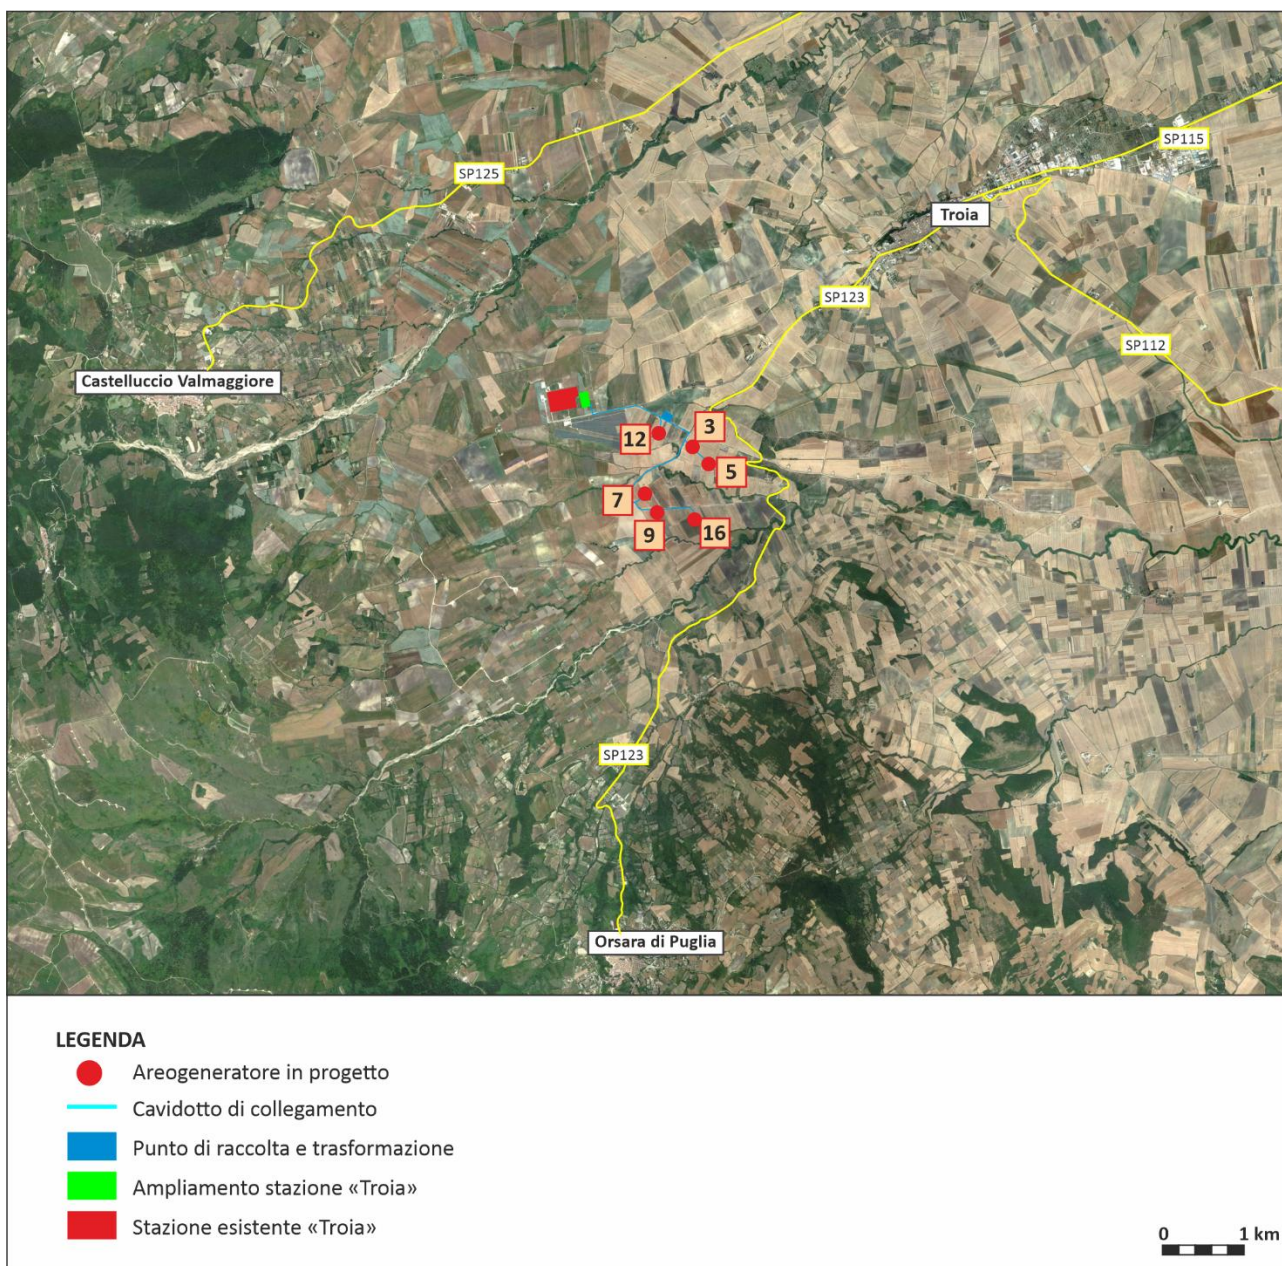 SP115
SP125
Troia
SP123
SP112
Castelluccio Valmaggiore
3
12
5
7
9
16
SP123
Orsara di Puglia
LEGENDA
Areogeneratore in progetto
Cavidotto di collegamento
Punto di raccolta e trasformazione
Ampliamento stazione «Troia»
Stazione esistente «Troia»
0 1 km